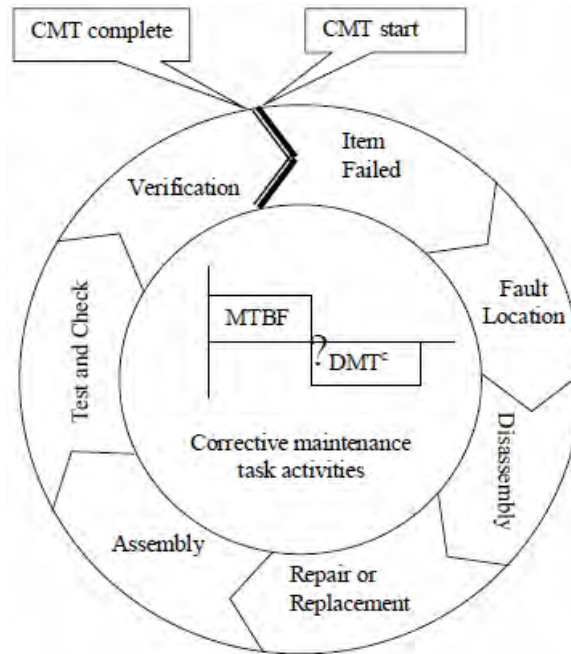 CMT complete
CMT start
Item
Failed
Fault
Location
Disassembly
Repair or
Replacement
Assembly
Test and Check
Verification
MTBF
?
DMTᶜ
Corrective maintenance
task activities